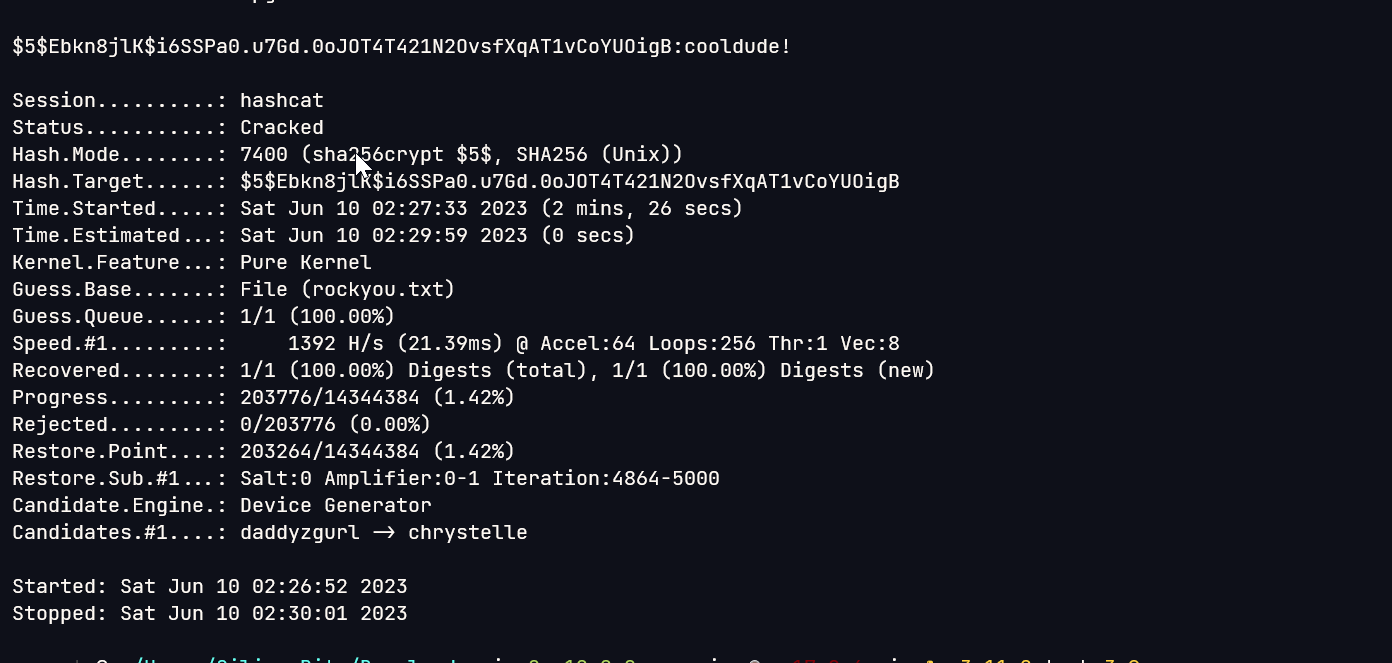 $5$Ebkn8jlK$i6SSPa0.u7Gd.0oJOT4T421N2OvsfXqAT1vCoYUOigB:cooldude!
Session..........: hashcat
Status...........: Cracked
Hash.Mode........: 7400 (sha256crypt $5$, SHA256 (Unix))
Hash.Target......: $5$Ebkn8jlK$i6SSPa0.u7Gd.0oJOT4T421N2OvsfXqAT1vCoYUOigB
Time.Started.....: Sat Jun 10 02:27:33 2023 (2 mins, 26 secs)
Time.Estimated...: Sat Jun 10 02:29:59 2023 (0 secs)
Kernel.Feature...: Pure Kernel
Guess.Base.......: File (rockyou.txt)
Guess.Queue......: 1/1 (100.00%)
Speed.#1.........:     1392 H/s (21.39ms) @ Accel:64 Loops:256 Thr:1 Vec:8
Recovered........: 1/1 (100.00%) Digests (total), 1/1 (100.00%) Digests (new)
Progress.........: 203776/14344384 (1.42%)
Rejected.........: 0/203776 (0.00%)
Restore.Point....: 203264/14344384 (1.42%)
Restore.Sub.#1...: Salt:0 Amplifier:0-1 Iteration:4864-5000
Candidate.Engine.: Device Generator
Candidates.#1....: daddyzgurl -> chrystelle
Started: Sat Jun 10 02:26:52 2023
Stopped: Sat Jun 10 02:30:01 2023